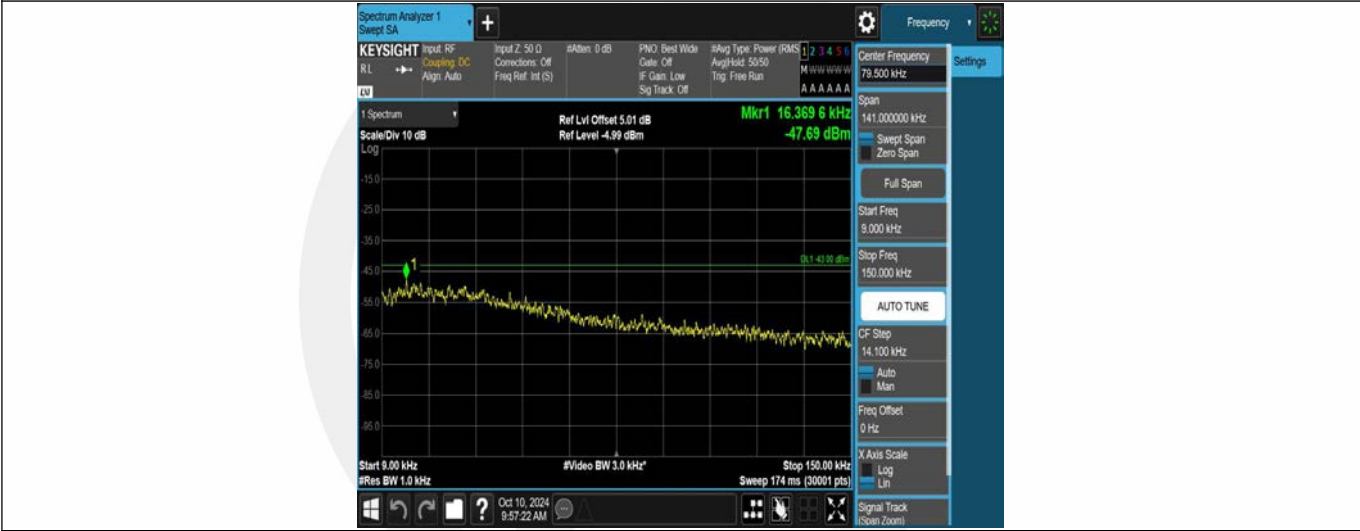 Spectrum Analyzer 1
Swept SA
+
Frequency
KEYSIGHT
RL
Input: RF
Coupling: DC
Align: Auto
Input Z: 50 Ω
Corrections: Off
Freq Ref: Int (S)
#Atten: 0 dB
PNO: Best Wide
Gate: Off
IF Gain: Low
Sig Track: Off
#Avg Type: Power (RMS
Avg|Hold: 50/50
Trig: Free Run
1 2 3 4 5 6
M W W W W W
A A A A A A
LV
1 Spectrum
Scale/Div 10 dB
Log
Ref Lvl Offset 5.01 dB
Ref Level -4.99 dBm
Mkr1 16.369 6 kHz
-47.69 dBm
-15.0
-25.0
-35.0
DL1 -43.00 dBm
1
-45.0
-55.0
-65.0
-75.0
-85.0
-95.0
Start 9.00 kHz
#Res BW 1.0 kHz
#Video BW 3.0 kHz*
Stop 150.00 kHz
Sweep 174 ms (30001 pts)
Center Frequency
79.500 kHz
Settings
Span
141.000000 kHz
Swept Span
Zero Span
Full Span
Start Freq
9.000 kHz
Stop Freq
150.000 kHz
AUTO TUNE
CF Step
14.100 kHz
Auto
Man
Freq Offset
0 Hz
X Axis Scale
Log
Lin
Signal Track
(Span Zoom)
?
Oct 10, 2024
9:57:22 AM